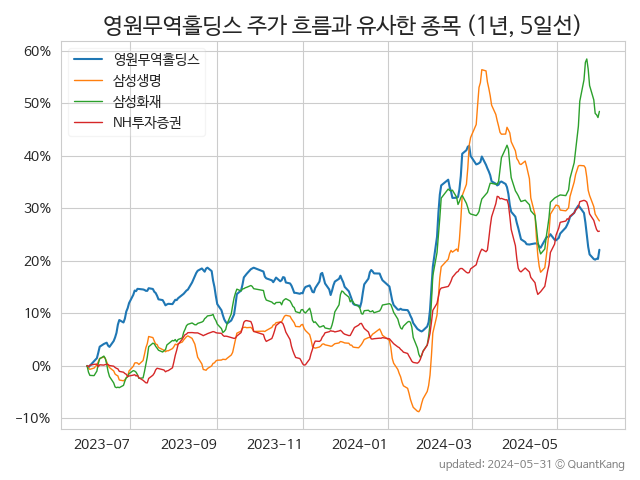 영원무역홀딩스 주가 흐름과 유사한 종목 (1년, 5일선)
영원무역홀딩스
삼성생명
삼성화재
NH투자증권
60%
50%
40%
30%
20%
10%
0%
−10%
2023−07
2023−09
2023−11
2024−01
2024−03
2024−05
updated: 2024-05-31 © QuantKang